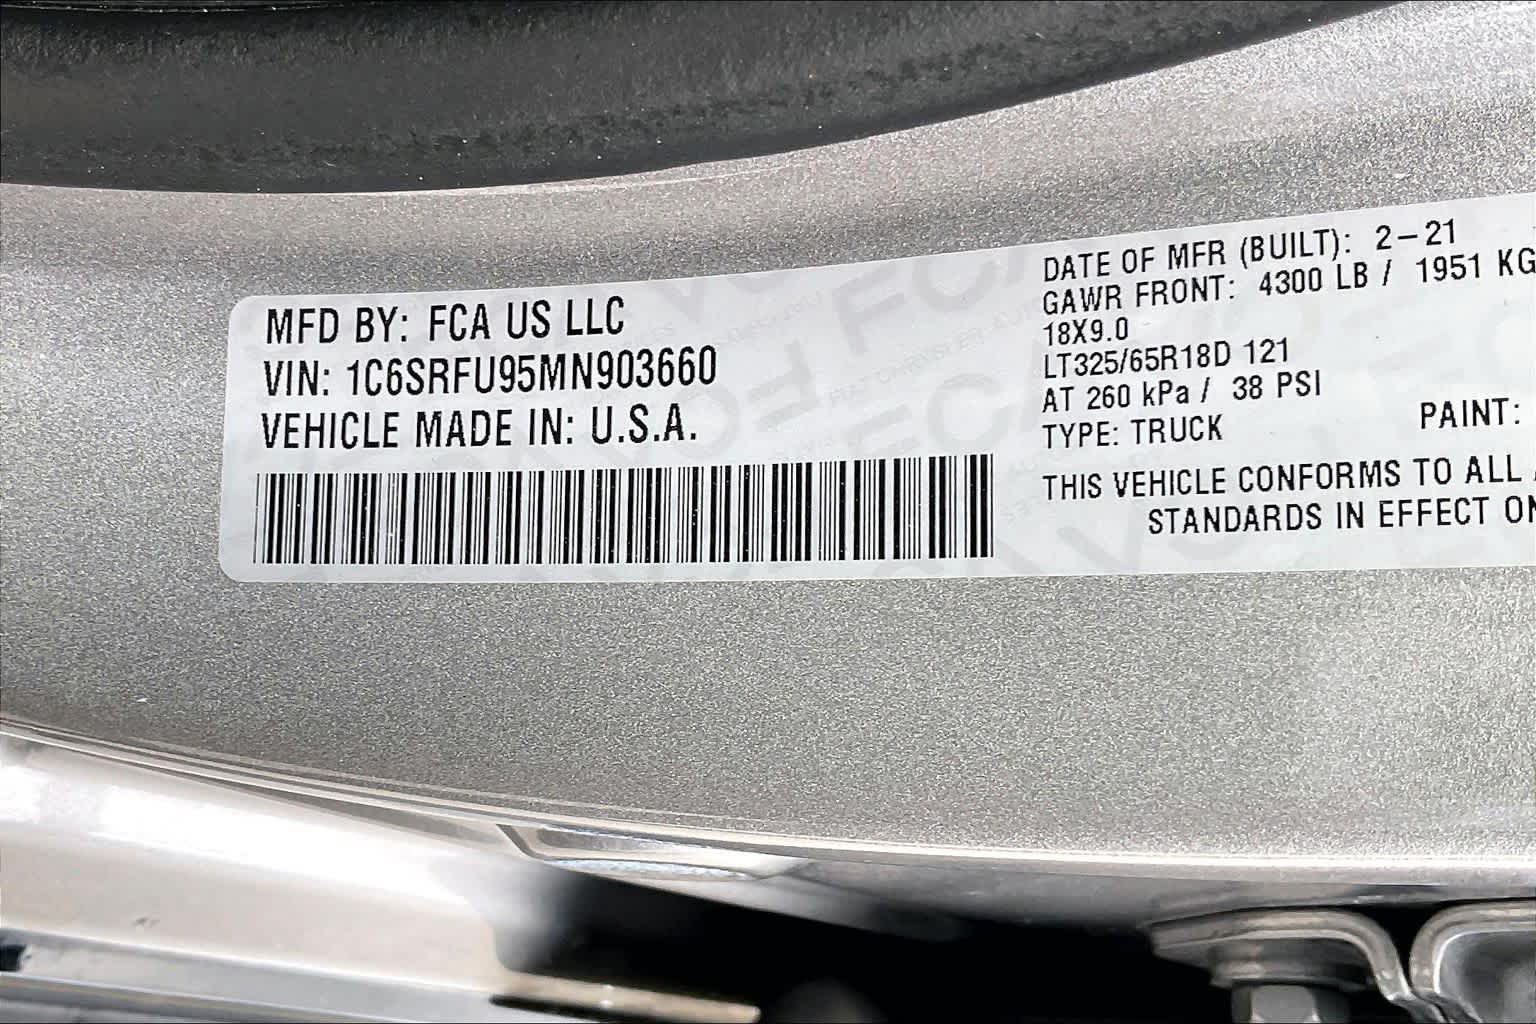 MFD BY: FCA US LLC
VIN: 1C6SRFU95MN903660
VEHICLE MADE IN: U.S.A.
DATE OF MFR (BUILT): 2-21
GAWR FRONT: 4300 LB / 1951 KG
18X9.0
LT325/65R18D 121
AT 260 kPa / 38 PSI
TYPE: TRUCK PAINT:
THIS VEHICLE CONFORMS TO ALL
STANDARDS IN EFFECT ON